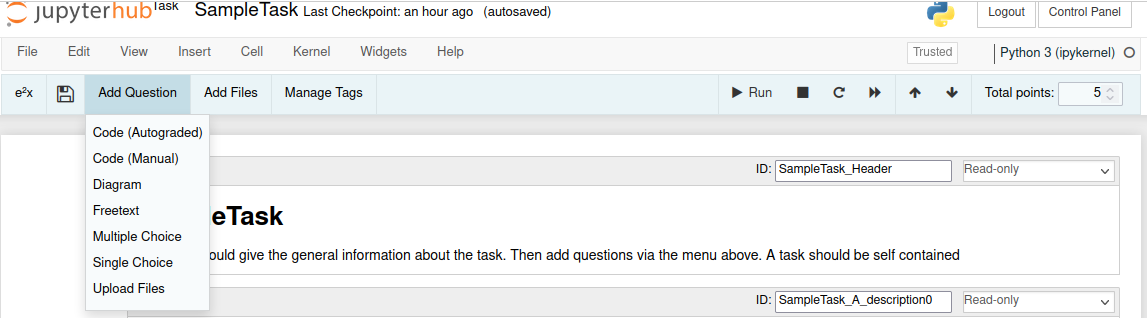 jupyterhub Task SampleTask Last Checkpoint: an hour ago (autosaved) Logout Control Panel
File Edit View Insert Cell Kernel Widgets Help Trusted Python 3 (ipykernel)
e²x Add Question Add Files Manage Tags Run Total points: 5
Code (Autograded)
Code (Manual)
Diagram
Freetext
Multiple Choice
Single Choice
Upload Files
ID: SampleTask_Header Read-only
eTask
ould give the general information about the task. Then add questions via the menu above. A task should be self contained
ID: SampleTask_A_description0 Read-only